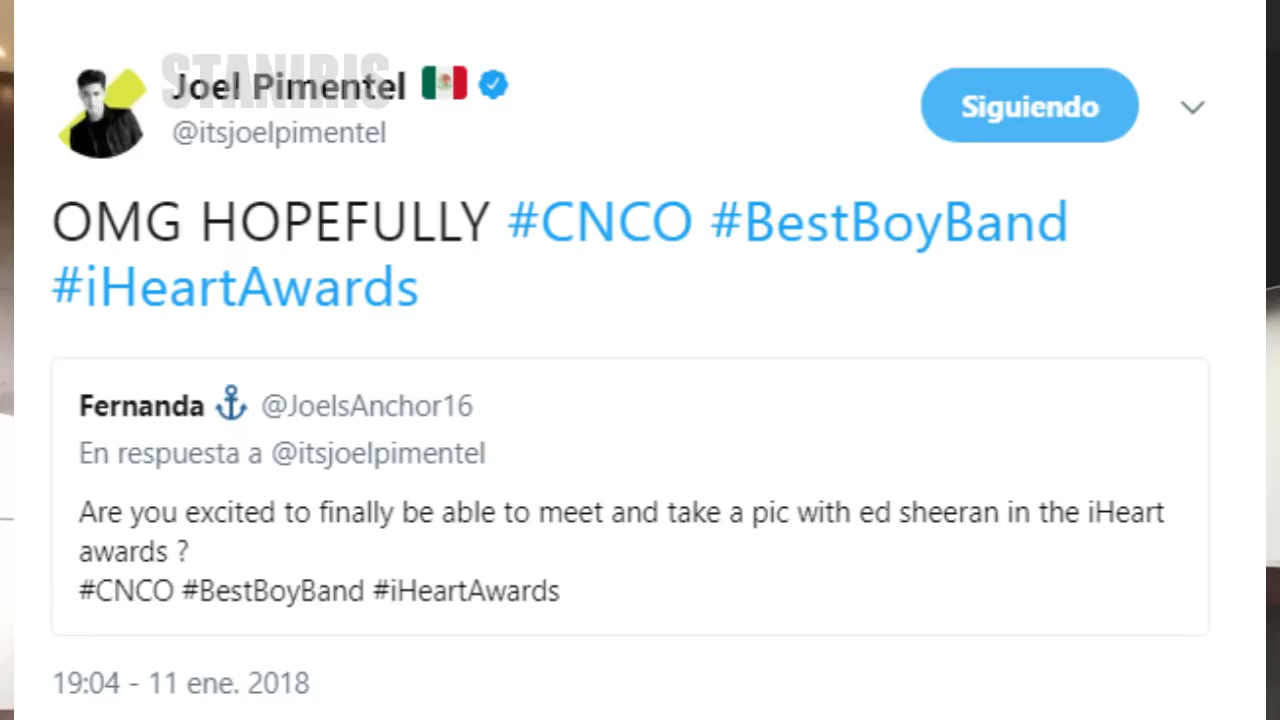 STANIRIS
Joel Pimentel
@itsjoelpimentel
Siguiendo
OMG HOPEFULLY #CNCO #BestBoyBand
#iHeartAwards
Fernanda @JoelsAnchor16
En respuesta a @itsjoelpimentel
Are you excited to finally be able to meet and take a pic with ed sheeran in the iHeart
awards ?
#CNCO #BestBoyBand #iHeartAwards
19:04 - 11 ene. 2018